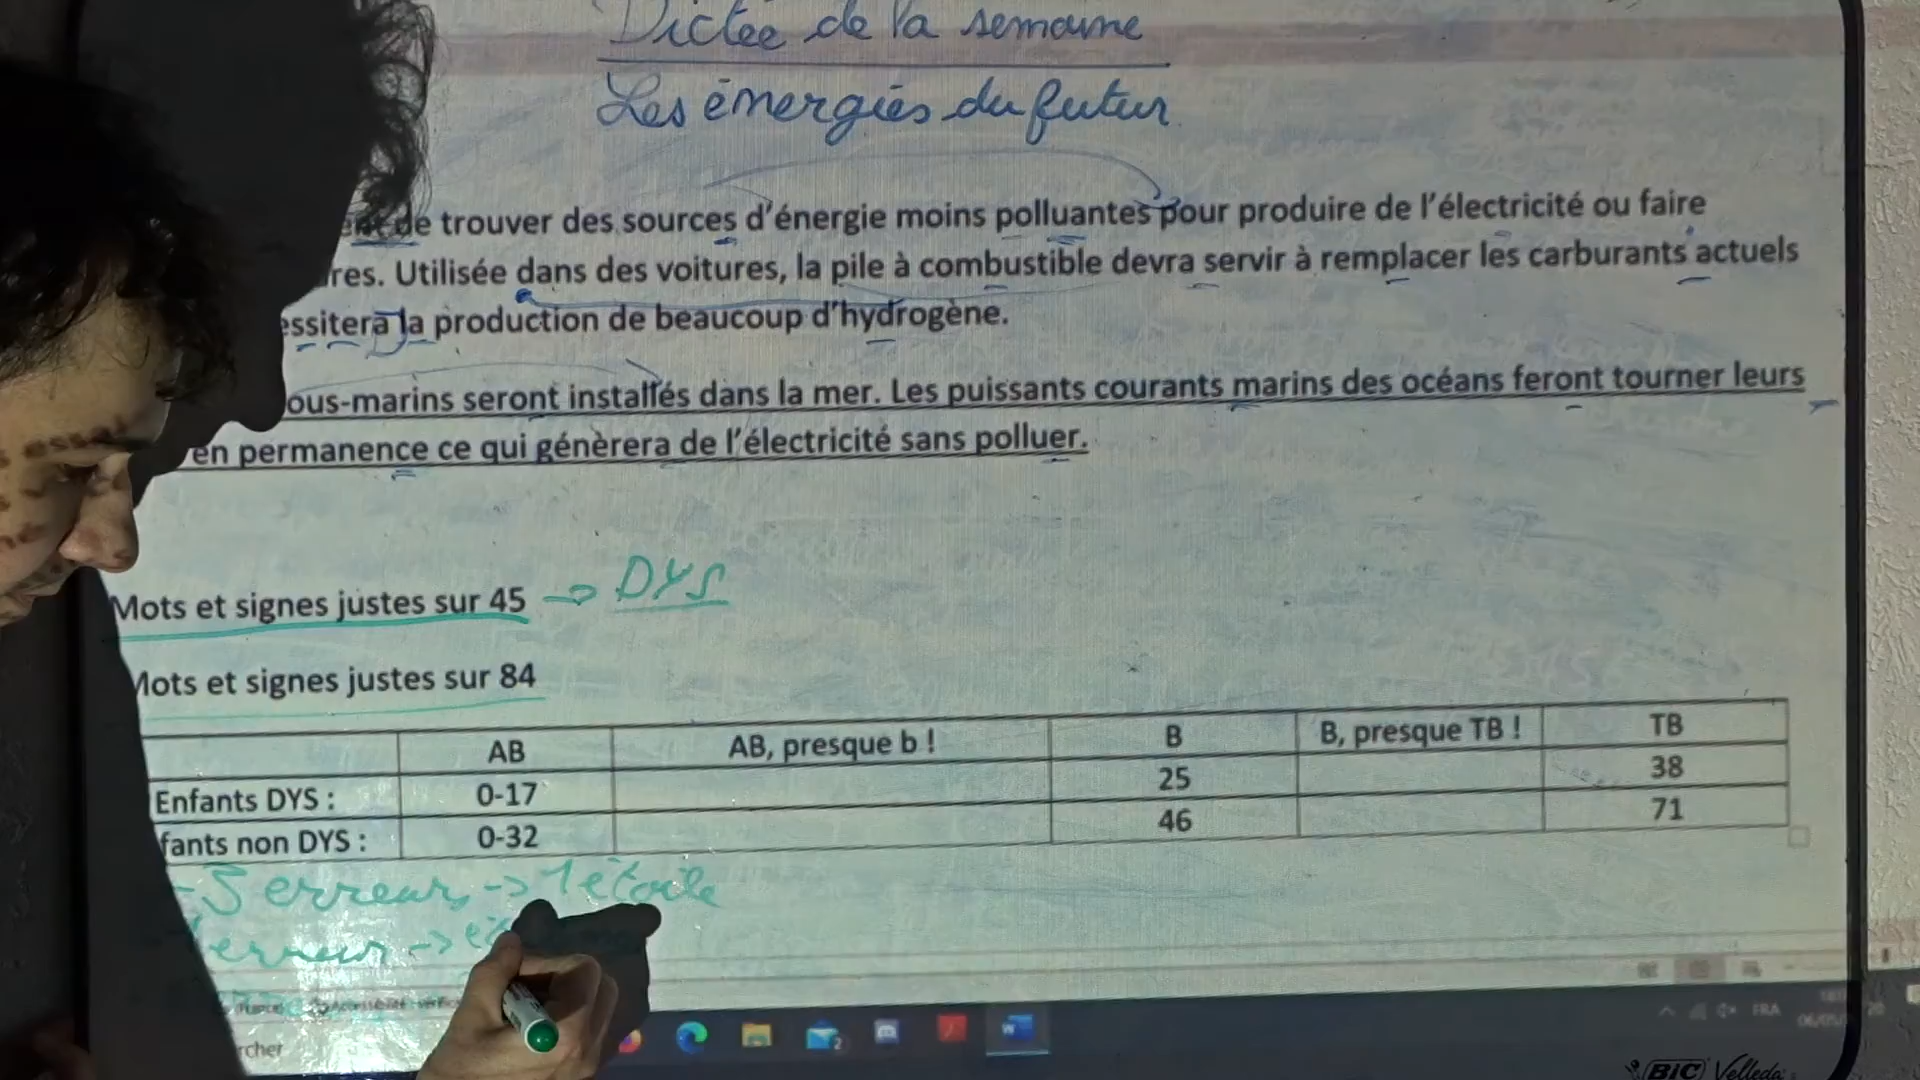 Dictée de la semaine
Les énergies du futur
de trouver des sources d'énergie moins polluantes pour produire de l'électricité ou faire
res. Utilisée dans des voitures, la pile à combustible devra servir à remplacer les carburants actuels
essitera la production de beaucoup d'hydrogène.
ous-marins seront installés dans la mer. Les puissants courants marins des océans feront tourner leurs
en permanence ce qui génèrera de l'électricité sans polluer.
Mots et signes justes sur 45 → DYS
Mots et signes justes sur 84
AB AB, presque b ! B B, presque TB ! TB
Enfants DYS : 0-17 25 38
fants non DYS : 0-32 46 71
5 erreurs -> 1 étoile
erreur ->
rcher
FRA
BIC Velleda